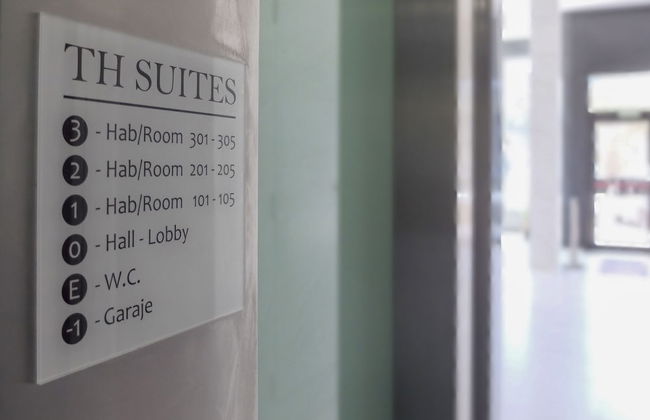 TH SUITES
3 - Hab/Room 301 - 305
2 - Hab/Room 201 - 205
1 - Hab/Room 101 - 105
0 - Hall - Lobby
E - W.C.
-1 - Garaje